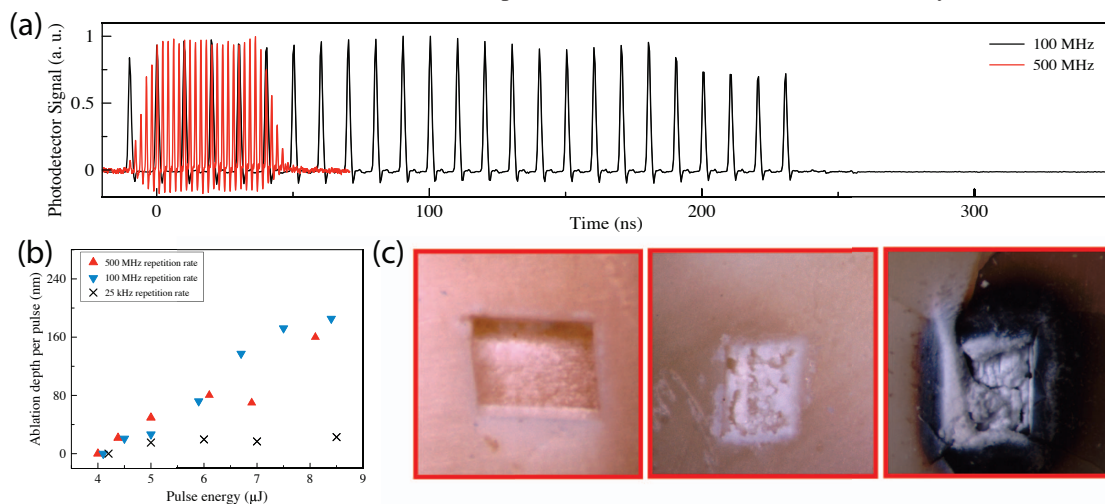 (a)
Photodetector Signal (a. u.)
1
0.5
0
100 MHz
500 MHz
0
100
200
300
Time (ns)
(b)
Ablation depth per pulse (nm)
240
160
80
0
500 MHz repetition rate
100 MHz repetition rate
25 kHz repetition rate
4
5
6
7
8
9
Pulse energy (µJ)
(c)